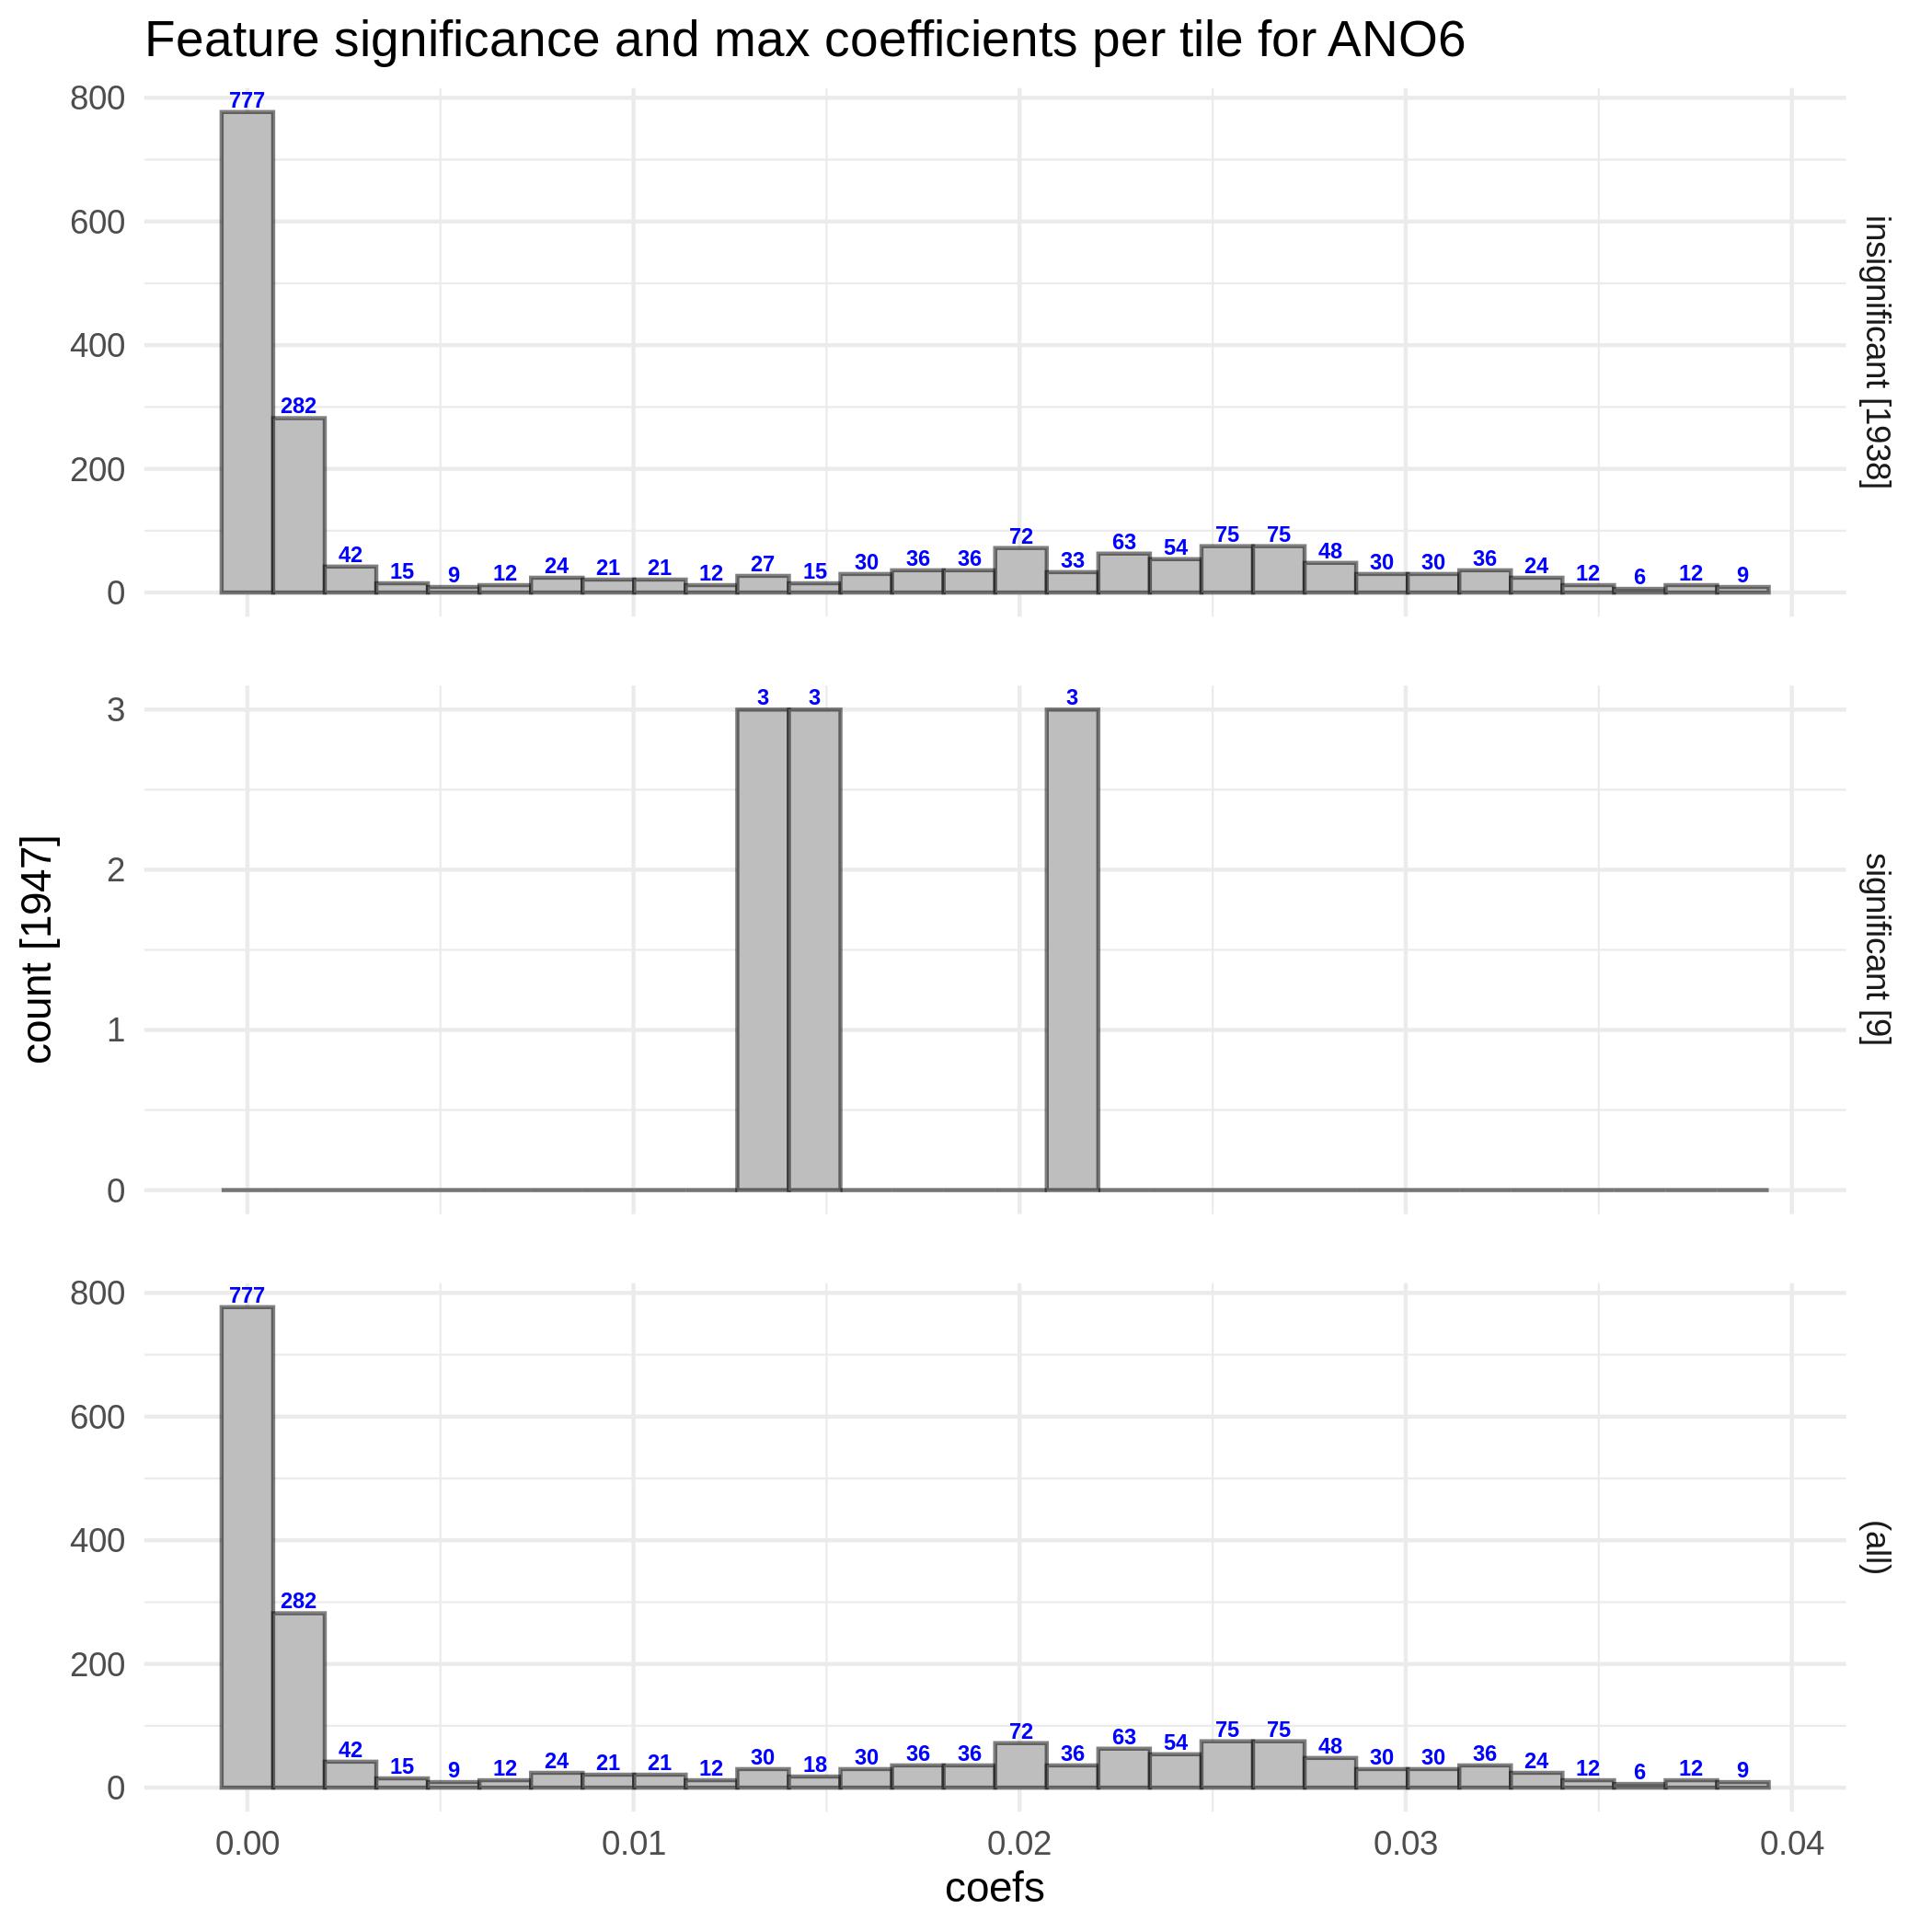 Feature significance and max coefficients per tile for ANO6
800
777
600
400
282
200
42 15 9 12 24 21 21 12 27 15 30 36 36 72 33 63 54 75 75 48 30 30 36 24 12 6 12 9
0
insignificant [1938]
3
3 3 3
2
1
0
significant [9]
count [1947]
800
777
600
400
282
200
42 15 9 12 24 21 21 12 30 18 30 36 36 72 36 63 54 75 75 48 30 30 36 24 12 6 12 9
0
(all)
0.00 0.01 0.02 0.03 0.04
coefs